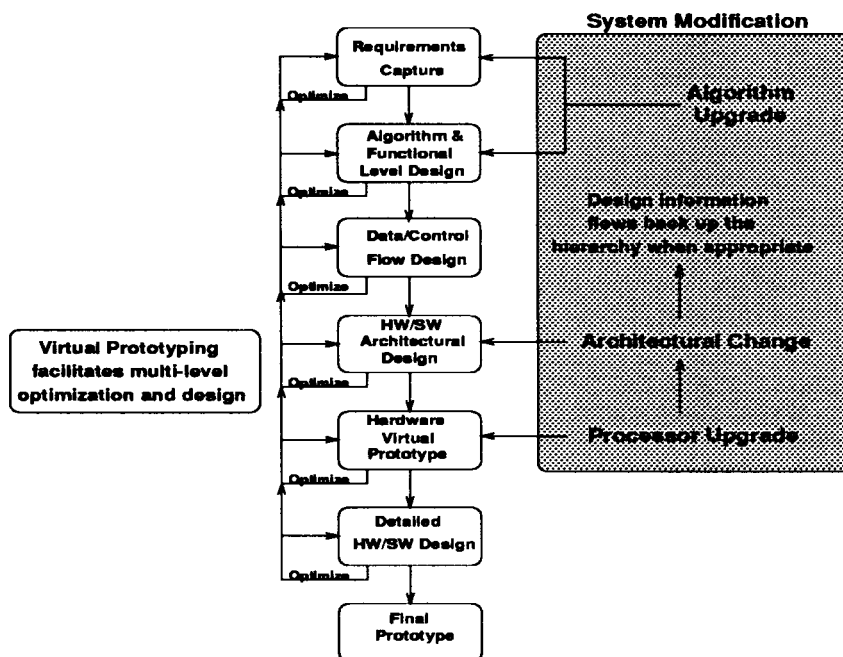 System Modification
Requirements
Capture
Optimize
Algorithm
Upgrade
Algorithm &
Functional
Level Design
Optimize
Design information
flows back up the
hierarchy when appropriate
Data/Control
Flow Design
Optimize
Virtual Prototyping
facilitates multi-level
optimization and design
HW/SW
Architectural
Design
Optimize
Architectural Change
Hardware
Virtual
Prototype
Optimize
Processor Upgrade
Detailed
HW/SW Design
Optimize
Final
Prototype